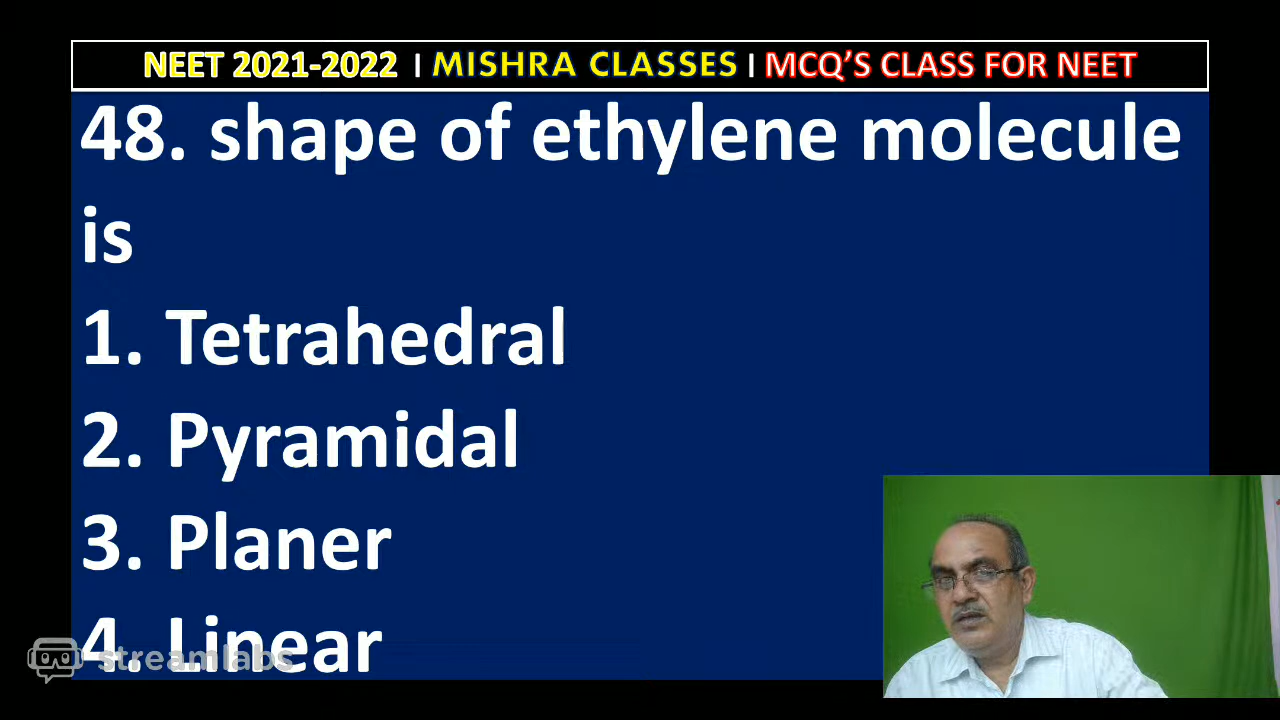 NEET 2021-2022 | MISHRA CLASSES | MCQ'S CLASS FOR NEET
48. shape of ethylene molecule
is
1. Tetrahedral
2. Pyramidal
3. Planer
4. Linear
streamlabs